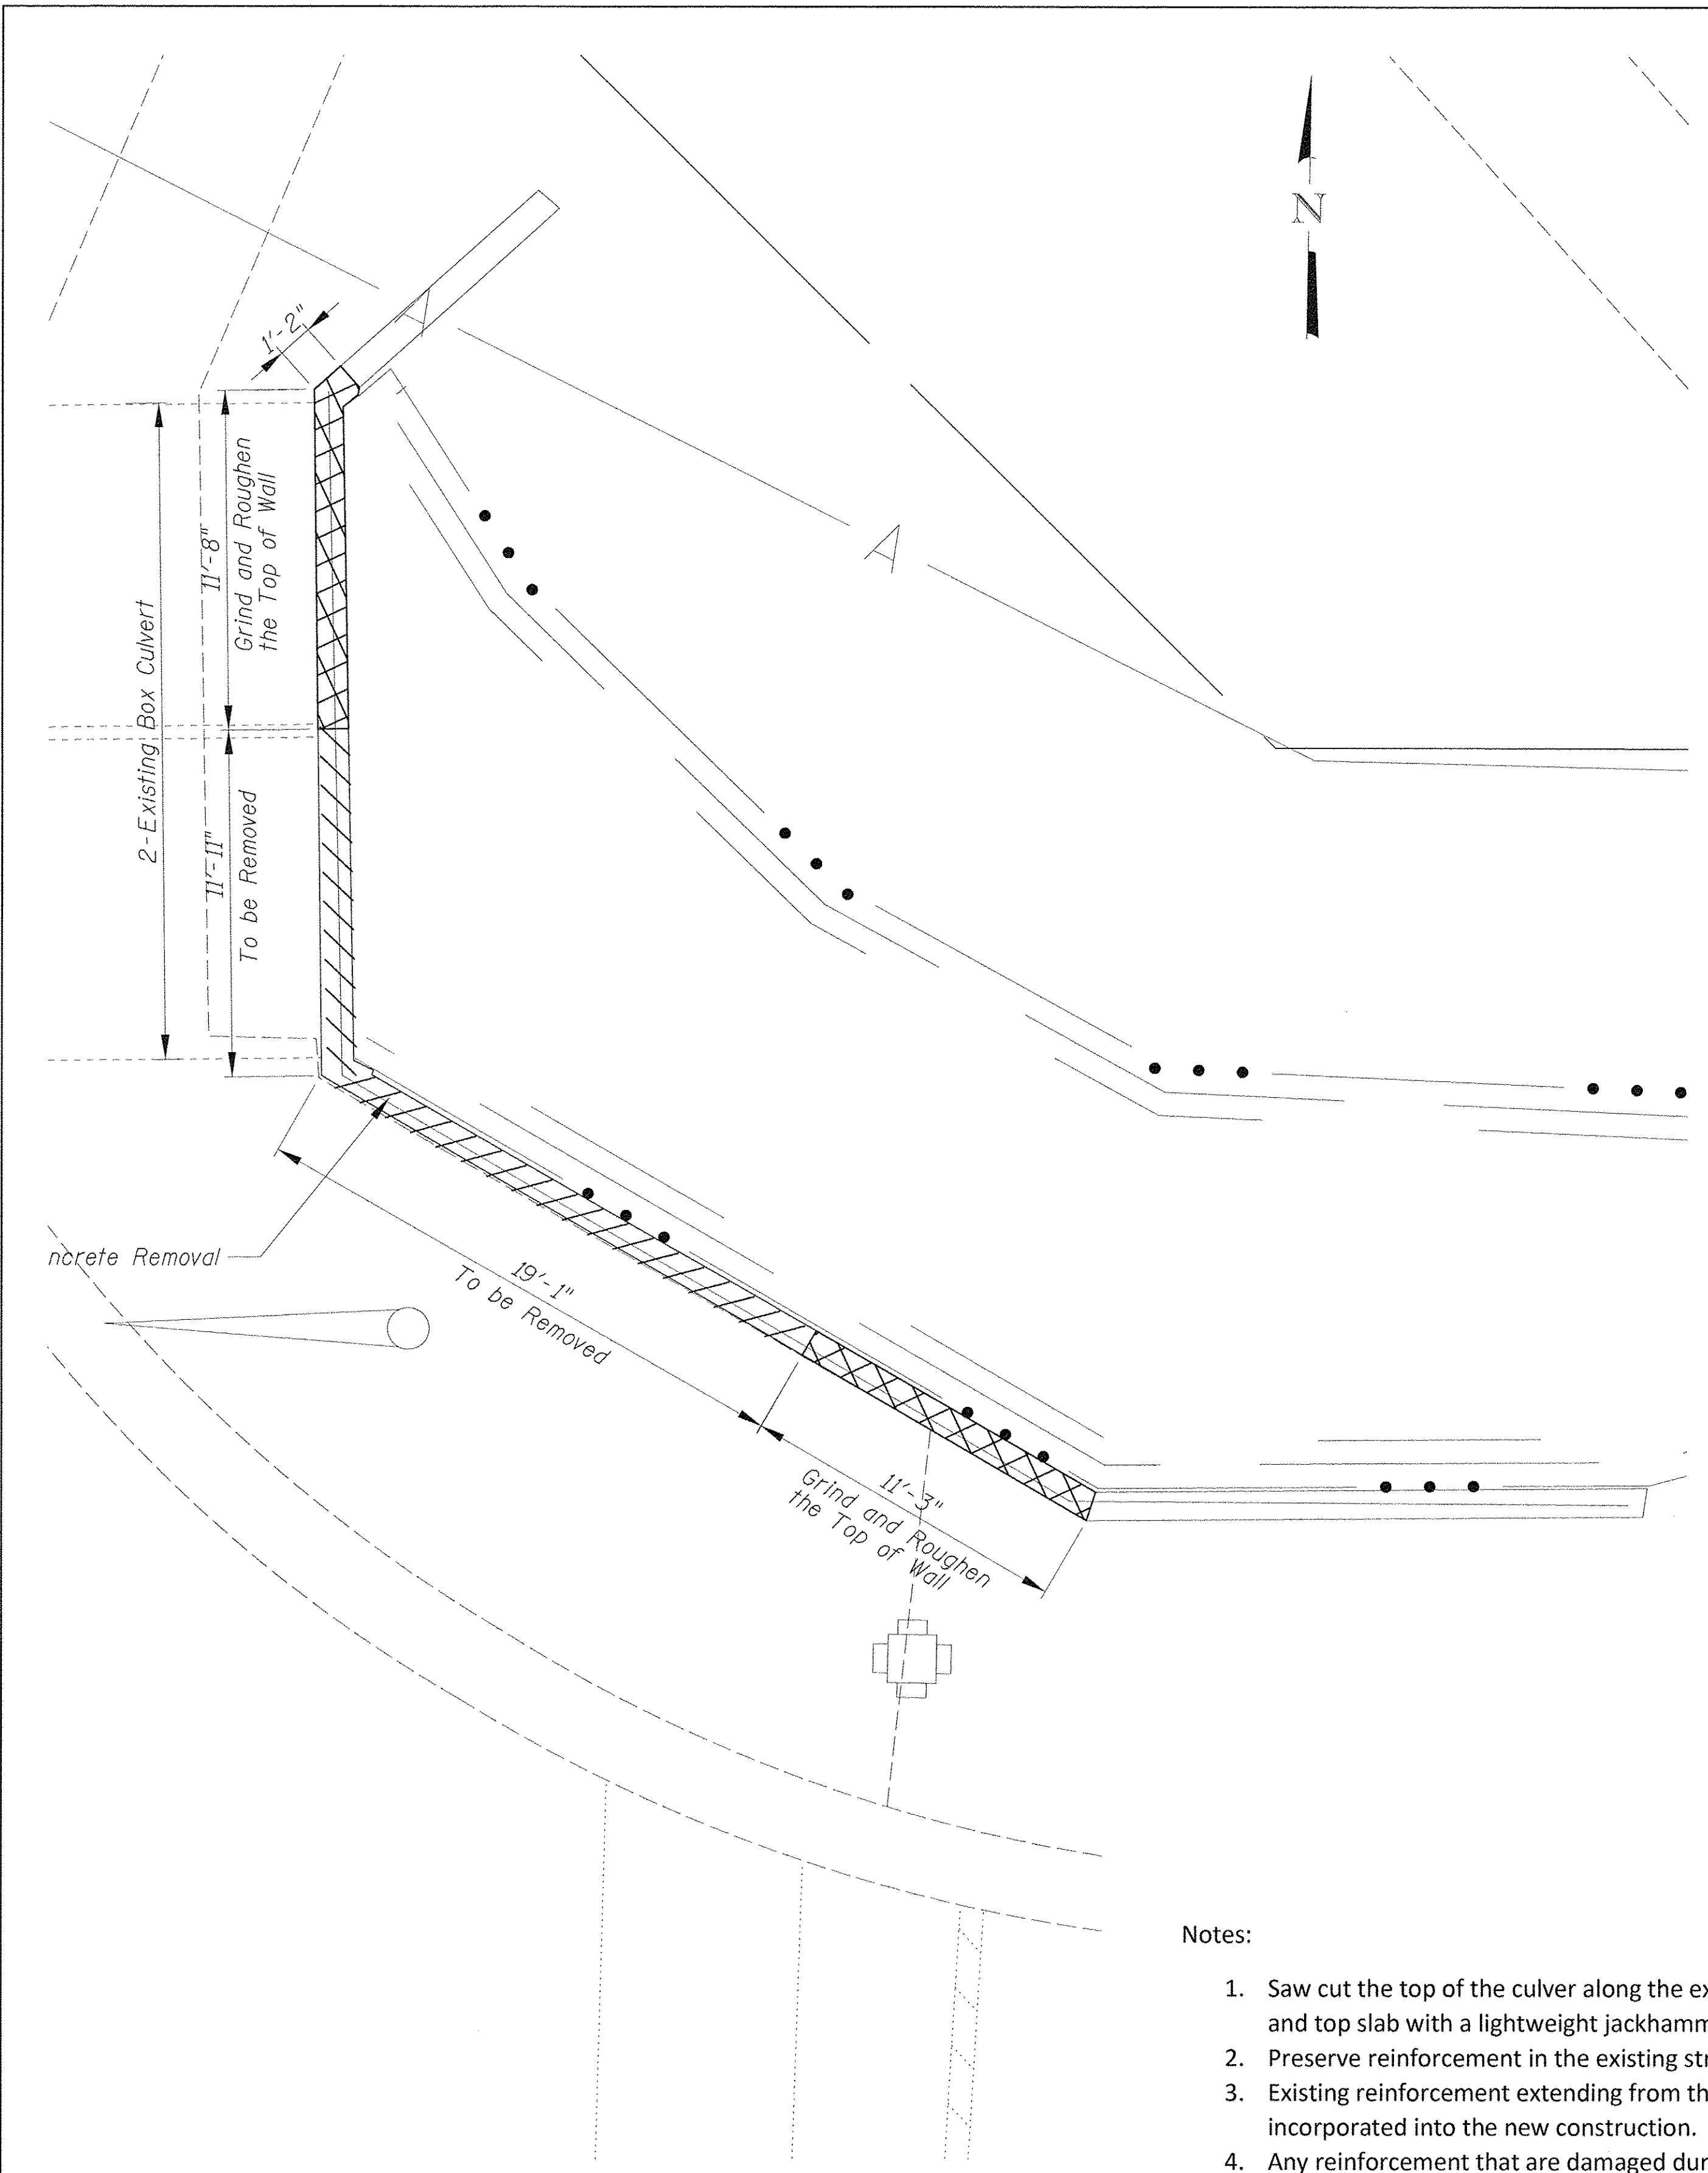 N
1'-2"
A
A
11'-8"
Grind and Roughen
the Top of Wall
2-Existing Box Culvert
11'-11"
To be Removed
ncrete Removal
19'-1"
To be Removed
11'-3"
Grind and Roughen
the Top of Wall
Notes:
1. Saw cut the top of the culver along the ex
and top slab with a lightweight jackhamm
2. Preserve reinforcement in the existing str
3. Existing reinforcement extending from th
incorporated into the new construction.
4. Any reinforcement that are damaged dur